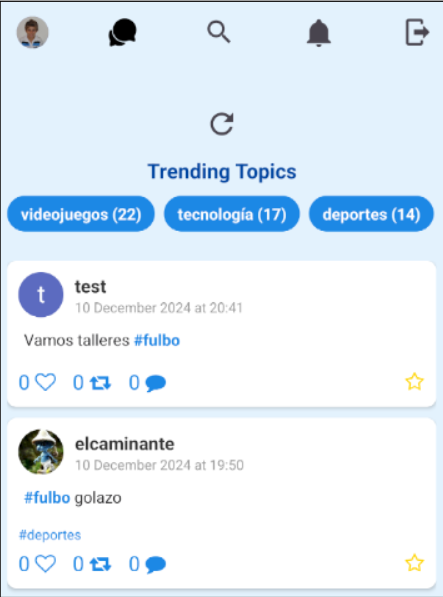 Trending Topics
videojuegos (22) tecnología (17) deportes (14)
t
test
10 December 2024 at 20:41
Vamos talleres #fulbo
0 0 0
elcaminante
10 December 2024 at 19:50
#fulbo golazo
#deportes
0 0 0